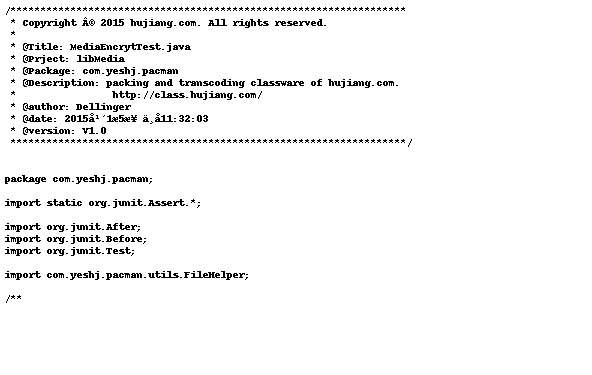 /******************************************************************
 * Copyright Â© 2015 hujiang.com. All rights reserved.
 *
 * @Title: MediaEncrytTest.java
 * @Prject: libMedia
 * @Package: com.yeshj.pacman
 * @Description: packing and transcoding classware of hujiang.com.
 *                http://class.hujiang.com/
 * @author: Dellinger
 * @date: 2015å¹´1æ5æ¥ ä¸å11:32:03
 * @version: V1.0
 ******************************************************************/
package com.yeshj.pacman;
import static org.junit.Assert.*;
import org.junit.After;
import org.junit.Before;
import org.junit.Test;
import com.yeshj.pacman.utils.FileHelper;
/**